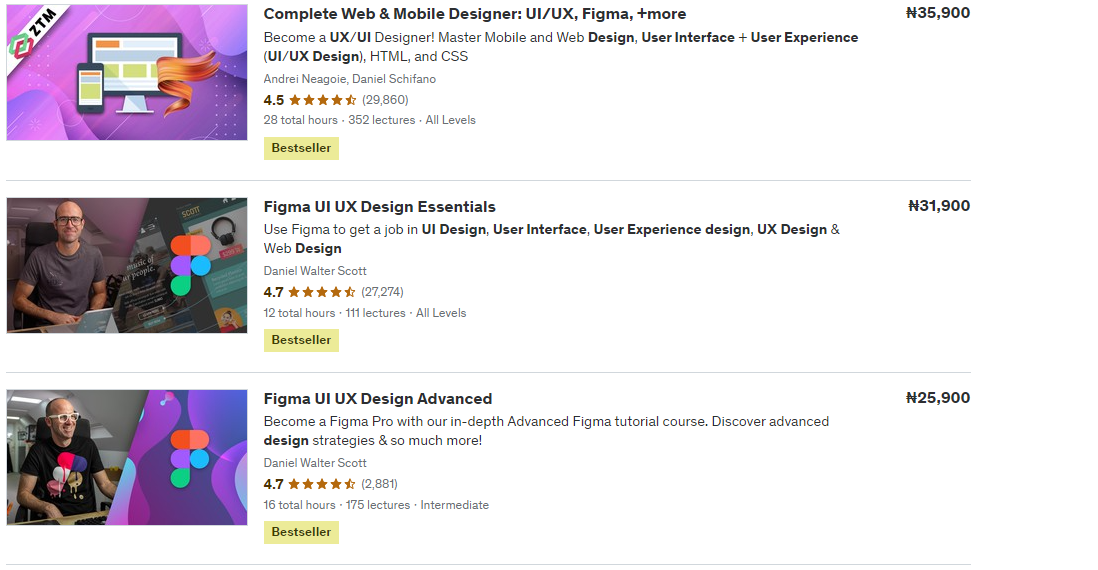 ZTM
Complete Web & Mobile Designer: UI/UX, Figma, +more
₦35,900
Become a UX/UI Designer! Master Mobile and Web Design, User Interface + User Experience
(UI/UX Design), HTML, and CSS
Andrei Neagoie, Daniel Schifano
4.5 (29,860)
28 total hours · 352 lectures · All Levels
Bestseller
SCOTT
music of
ur people.
Figma UI UX Design Essentials
₦31,900
Use Figma to get a job in UI Design, User Interface, User Experience design, UX Design &
Web Design
Daniel Walter Scott
4.7 (27,274)
12 total hours · 111 lectures · All Levels
Bestseller
Figma UI UX Design Advanced
₦25,900
Become a Figma Pro with our in-depth Advanced Figma tutorial course. Discover advanced
design strategies & so much more!
Daniel Walter Scott
4.7 (2,881)
16 total hours · 175 lectures · Intermediate
Bestseller